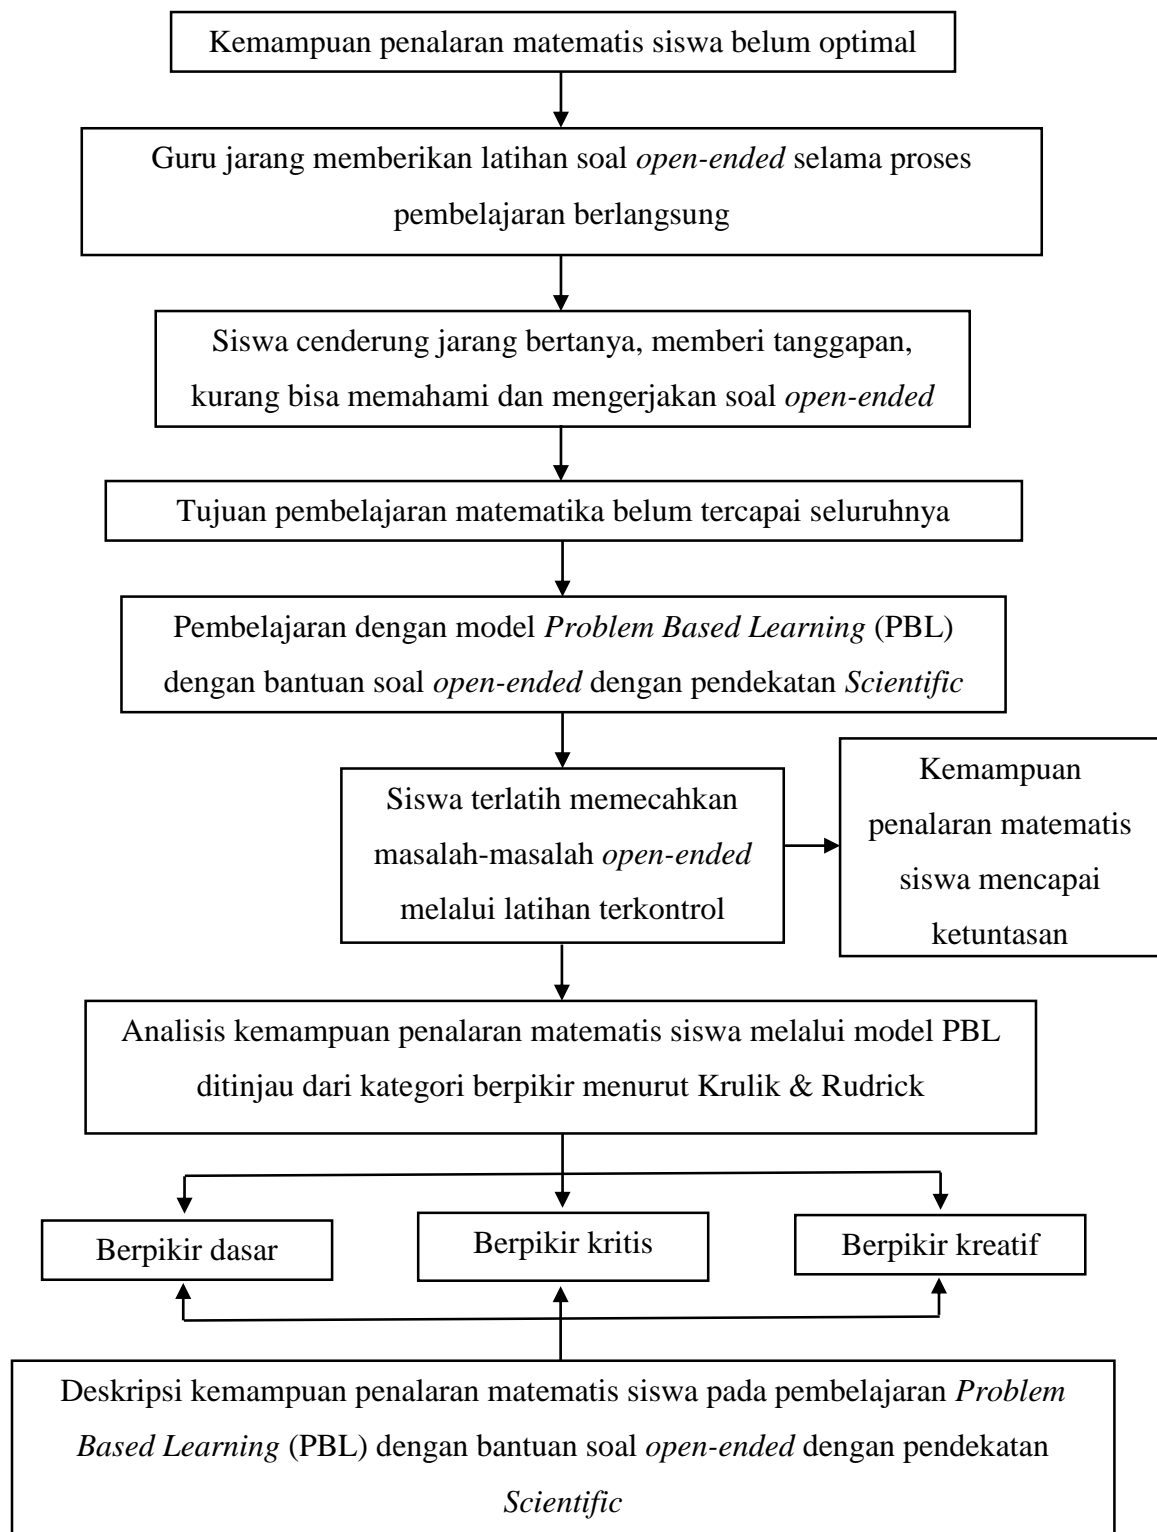 Kemampuan penalaran matematis siswa belum optimal
Guru jarang memberikan latihan soal open-ended selama proses
pembelajaran berlangsung
Siswa cenderung jarang bertanya, memberi tanggapan,
kurang bisa memahami dan mengerjakan soal open-ended
Tujuan pembelajaran matematika belum tercapai seluruhnya
Pembelajaran dengan model Problem Based Learning (PBL)
dengan bantuan soal open-ended dengan pendekatan Scientific
Siswa terlatih memecahkan
masalah-masalah open-ended
melalui latihan terkontrol
Kemampuan
penalaran matematis
siswa mencapai
ketuntasan
Analisis kemampuan penalaran matematis siswa melalui model PBL
ditinjau dari kategori berpikir menurut Krulik & Rudrick
Berpikir dasar
Berpikir kritis
Berpikir kreatif
Deskripsi kemampuan penalaran matematis siswa pada pembelajaran Problem
Based Learning (PBL) dengan bantuan soal open-ended dengan pendekatan
Scientific